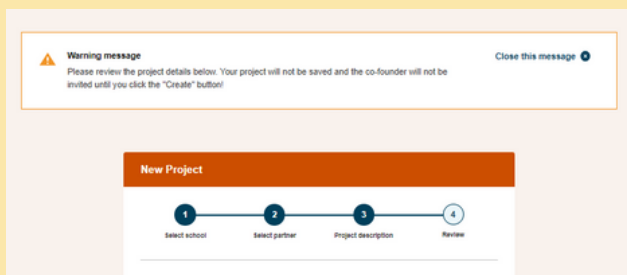 Warning message
Close this message
Please review the project details below. Your project will not be saved and the co-founder will not be
invited until you click the "Create" button!
New Project
1 2 3 4
Select school Select partner Project description Review